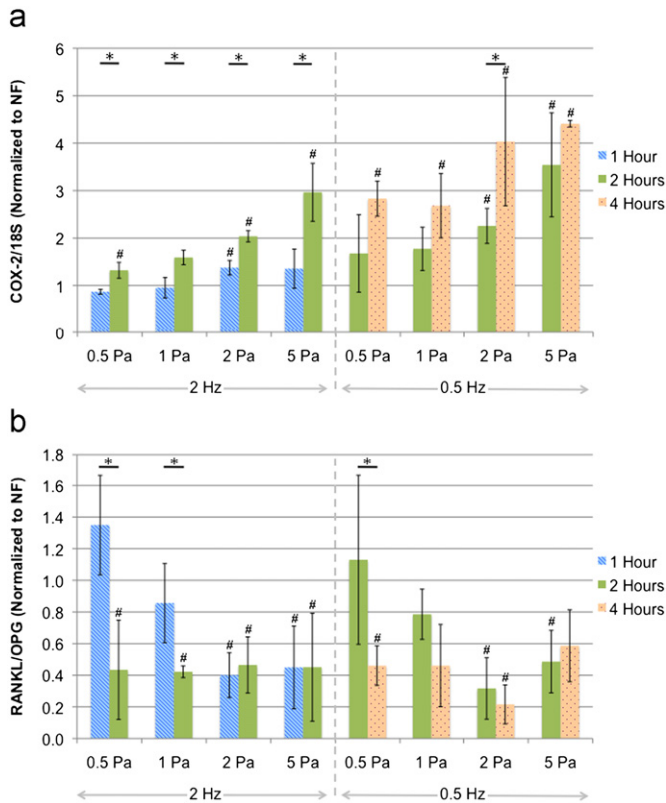 a
COX-2/18S (Normalized to NF)
6
5
4
3
2
1
0
* * * * *
# # # # # # # # # #
0.5 Pa 1 Pa 2 Pa 5 Pa 0.5 Pa 1 Pa 2 Pa 5 Pa
2 Hz 0.5 Hz
1 Hour
2 Hours
4 Hours
b
RANKL/OPG (Normalized to NF)
1.8
1.6
1.4
1.2
1.0
0.8
0.6
0.4
0.2
0.0
* * *
# # # # # # # # # #
0.5 Pa 1 Pa 2 Pa 5 Pa 0.5 Pa 1 Pa 2 Pa 5 Pa
2 Hz 0.5 Hz
1 Hour
2 Hours
4 Hours